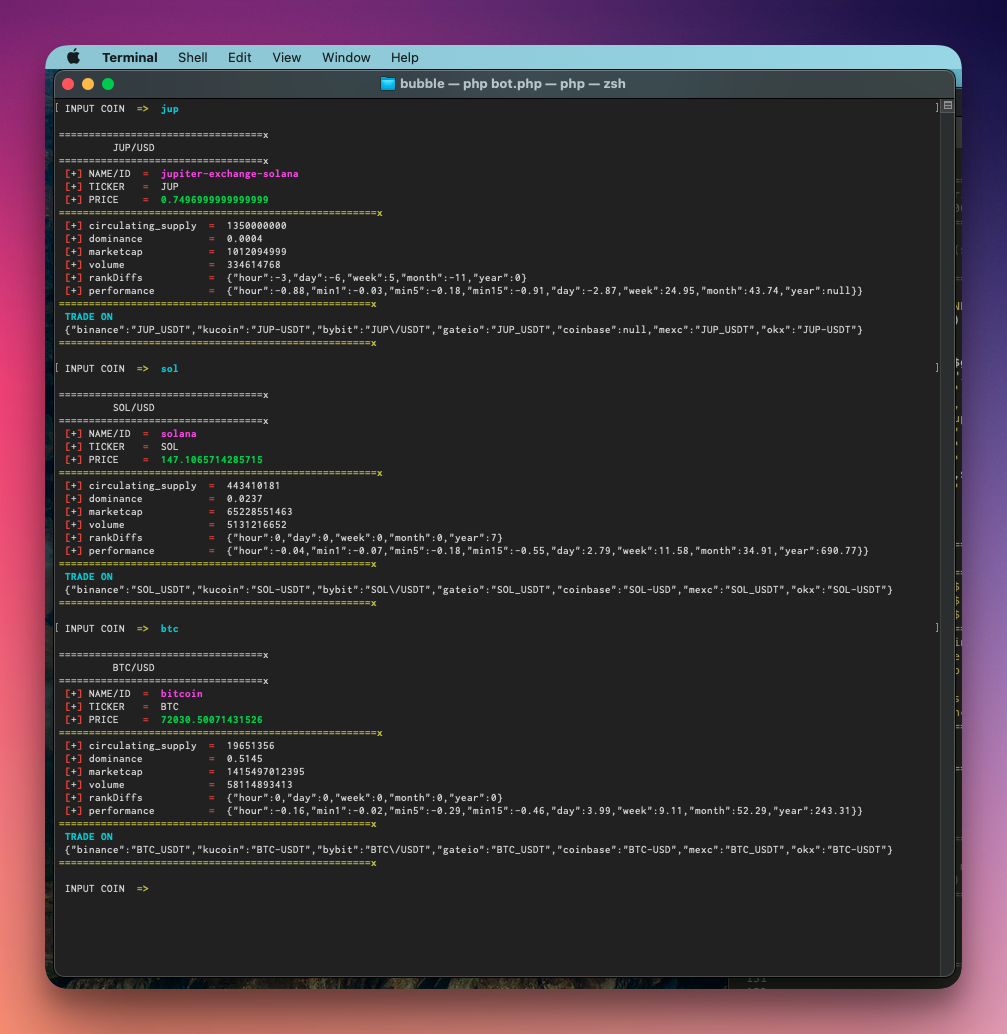 Terminal Shell Edit View Window Help
bubble — php bot.php — php — zsh
[ INPUT COIN => jup ]
==================================x
JUP/USD
==================================x
[+] NAME/ID = jupiter-exchange-solana
[+] TICKER = JUP
[+] PRICE = 0.7496999999999999
=====================================================x
[+] circulating_supply = 1350000000
[+] dominance = 0.0004
[+] marketcap = 1012094999
[+] volume = 334614768
[+] rankDiffs = {"hour":-3,"day":-6,"week":5,"month":-11,"year":0}
[+] performance = {"hour":-0.88,"min1":-0.03,"min5":-0.18,"min15":-0.91,"day":-2.87,"week":24.95,"month":43.74,"year":null}}
====================================================x
TRADE ON
{"binance":"JUP_USDT","kucoin":"JUP-USDT","bybit":"JUP\/USDT","gateio":"JUP_USDT","coinbase":null,"mexc":"JUP_USDT","okx":"JUP-USDT"}
====================================================x
[ INPUT COIN => sol ]
==================================x
SOL/USD
==================================x
[+] NAME/ID = solana
[+] TICKER = SOL
[+] PRICE = 147.1065714285715
=====================================================x
[+] circulating_supply = 443410181
[+] dominance = 0.0237
[+] marketcap = 65228551463
[+] volume = 5131216652
[+] rankDiffs = {"hour":0,"day":0,"week":0,"month":0,"year":7}
[+] performance = {"hour":-0.04,"min1":-0.07,"min5":-0.18,"min15":-0.55,"day":2.79,"week":11.58,"month":34.91,"year":690.77}}
====================================================x
TRADE ON
{"binance":"SOL_USDT","kucoin":"SOL-USDT","bybit":"SOL\/USDT","gateio":"SOL_USDT","coinbase":"SOL-USD","mexc":"SOL_USDT","okx":"SOL-USDT"}
====================================================x
[ INPUT COIN => btc ]
==================================x
BTC/USD
==================================x
[+] NAME/ID = bitcoin
[+] TICKER = BTC
[+] PRICE = 72030.50071431526
=====================================================x
[+] circulating_supply = 19651356
[+] dominance = 0.5145
[+] marketcap = 1415497012395
[+] volume = 58114893413
[+] rankDiffs = {"hour":0,"day":0,"week":0,"month":0,"year":0}
[+] performance = {"hour":-0.16,"min1":-0.02,"min5":-0.29,"min15":-0.46,"day":3.99,"week":9.11,"month":52.29,"year":243.31}}
====================================================x
TRADE ON
{"binance":"BTC_USDT","kucoin":"BTC-USDT","bybit":"BTC\/USDT","gateio":"BTC_USDT","coinbase":"BTC-USD","mexc":"BTC_USDT","okx":"BTC-USDT"}
====================================================x
INPUT COIN =>